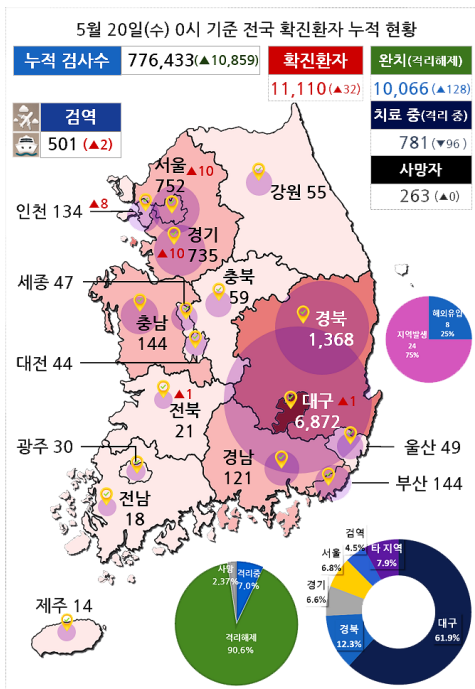 5월 20일(수) 0시 기준 전국 확진환자 누적 현황
누적 검사수 776,433(▲10,859)
확진환자
11,110(▲32)
완치(격리해제)
10,066(▲128)
치료 중(격리 중)
781(▼96)
사망자
263(▲0)
검역
501(▲2)
서울 ▲10
752
인천 134 ▲8
경기
▲10 735
강원 55
세종 47
충북
59
충남
144
대전 44
경북
1,368
해외유입
8
25%
지역발생
24
75%
대구 ▲1
6,872
▲1
전북
21
광주 30
경남
121
울산 49
부산 144
전남
18
제주 14
사망
2.37%
격리중
7.0%
격리해제
90.6%
검역
4.5%
타 지역
7.9%
서울
6.8%
경기
6.6%
경북
12.3%
대구
61.9%